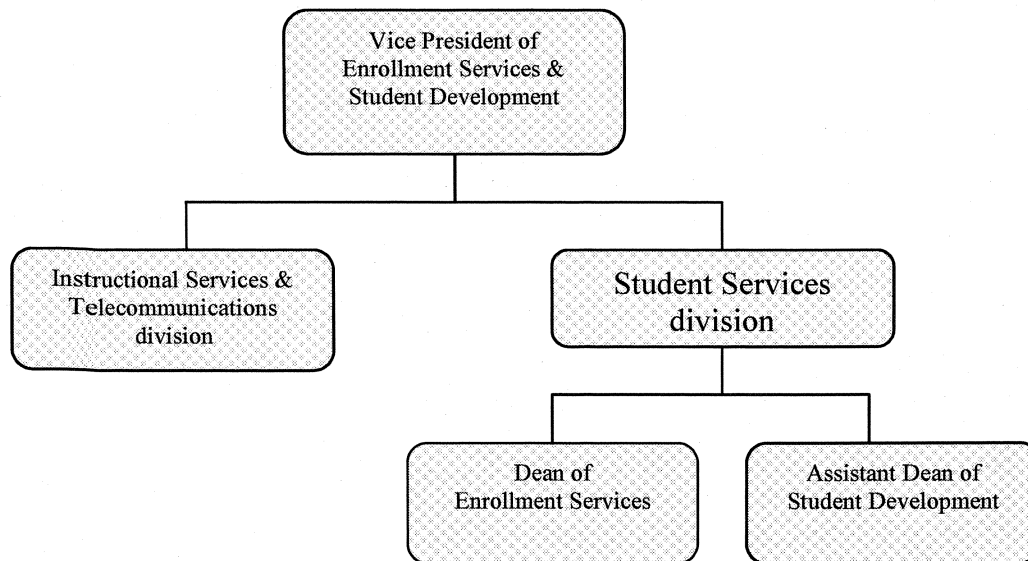 Vice President of
Enrollment Services &
Student Development
Instructional Services &
Telecommunications
division
Student Services
division
Dean of
Enrollment Services
Assistant Dean of
Student Development